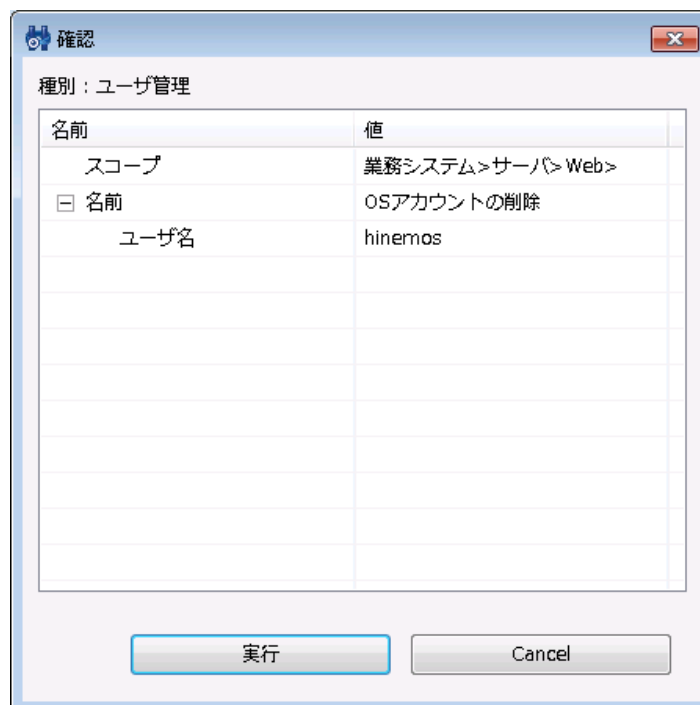 確認
種別：ユーザ管理
名前 値
スコープ 業務システム>サーバ>Web>
名前 OSアカウントの削除
ユーザ名 hinemos
実行 Cancel